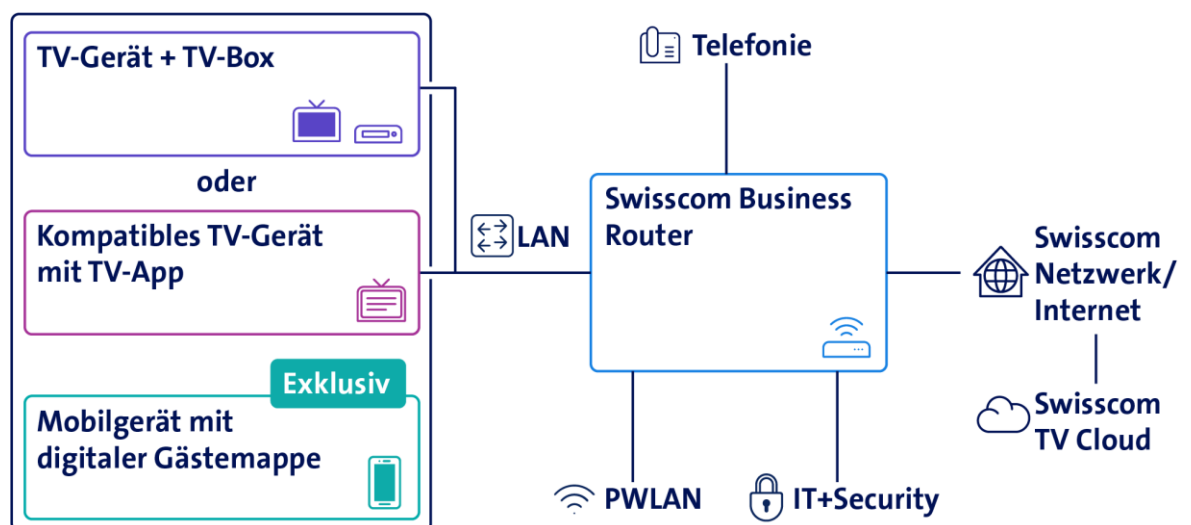 TV-Gerät + TV-Box
oder
Kompatibles TV-Gerät
mit TV-App
Exklusiv
Mobilgerät mit
digitaler Gästemappe
LAN
Telefonie
Swisscom Business
Router
PWLAN
IT+Security
Swisscom
Netzwerk/
Internet
Swisscom
TV Cloud